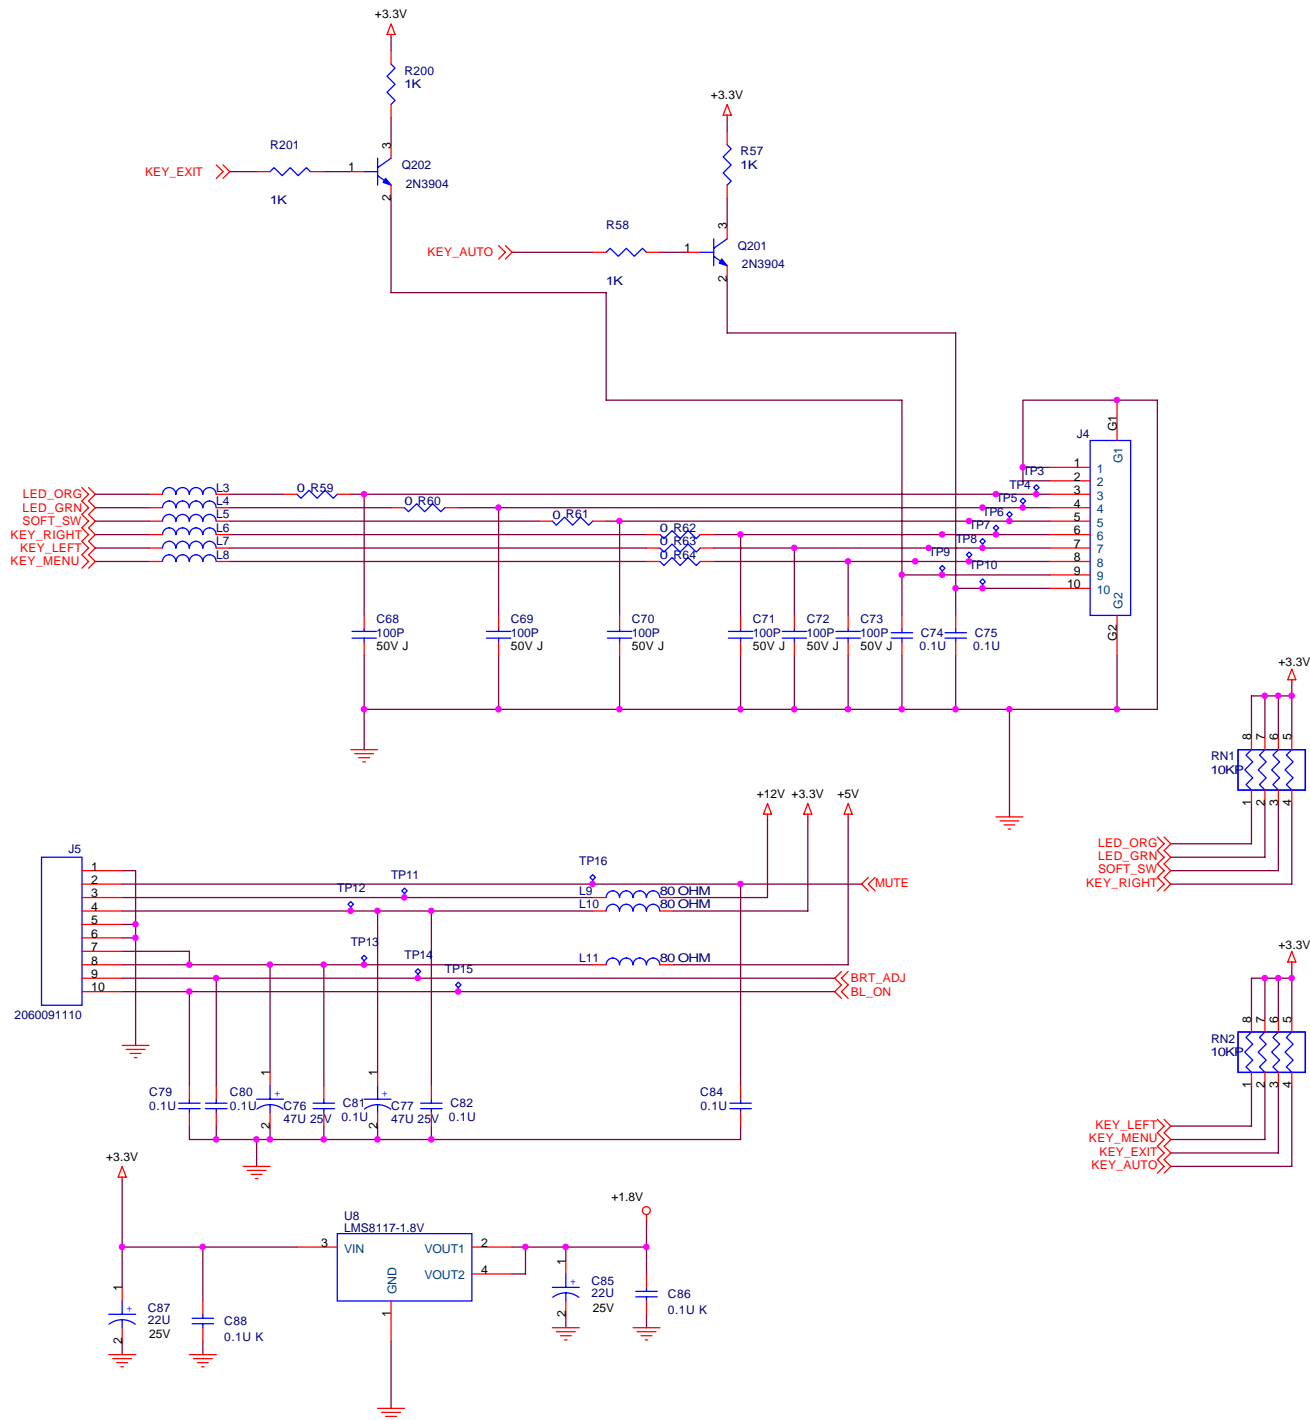 +3.3V
R200
1K
3
R201
1
Q202
2N3904
KEY_EXIT
1K
2
+3.3V
R57
1K
3
R58
1
Q201
2N3904
KEY_AUTO
1K
2
J4
G1
G1
LED_ORG
L3
0 R59
TP3
1
1
2
2
LED_GRN
L4
0 R60
TP4
3
3
SOFT_SW
L5
0 R61
TP5
4
4
KEY_RIGHT
L6
0 R62
TP6
5
5
KEY_LEFT
L7
0 R63
TP7
6
6
KEY_MENU
L8
0 R64
TP8
7
7
TP9
8
8
TP10
9
9
10
10
G2
G2
C68
100P
50V J
C69
100P
50V J
C70
100P
50V J
C71
100P
50V J
C72
100P
50V J
C73
100P
50V J
C74
0.1U
C75
0.1U
+3.3V
8
7
6
5
RN1
10KP
1
2
3
4
LED_ORG
LED_GRN
SOFT_SW
KEY_RIGHT
+12V
+3.3V
+5V
J5
1
2
3
4
5
6
7
8
9
10
2060091110
TP16
TP11
TP12
MUTE
L9
80 OHM
L10
80 OHM
TP13
TP14
TP15
L11
80 OHM
BRT_ADJ
BL_ON
C79
0.1U
C80
0.1U
1
+
2
C76
47U 25V
C81
0.1U
1
+
2
C77
47U 25V
C82
0.1U
C84
0.1U
+3.3V
8
7
6
5
RN2
10KP
1
2
3
4
KEY_LEFT
KEY_MENU
KEY_EXIT
KEY_AUTO
+3.3V
+1.8V
U8
LMS8117-1.8V
3
VIN
VOUT1
2
VOUT2
4
GND
1
1
+
2
C87
22U
25V
C88
0.1U K
1
+
2
C85
22U
25V
C86
0.1U K